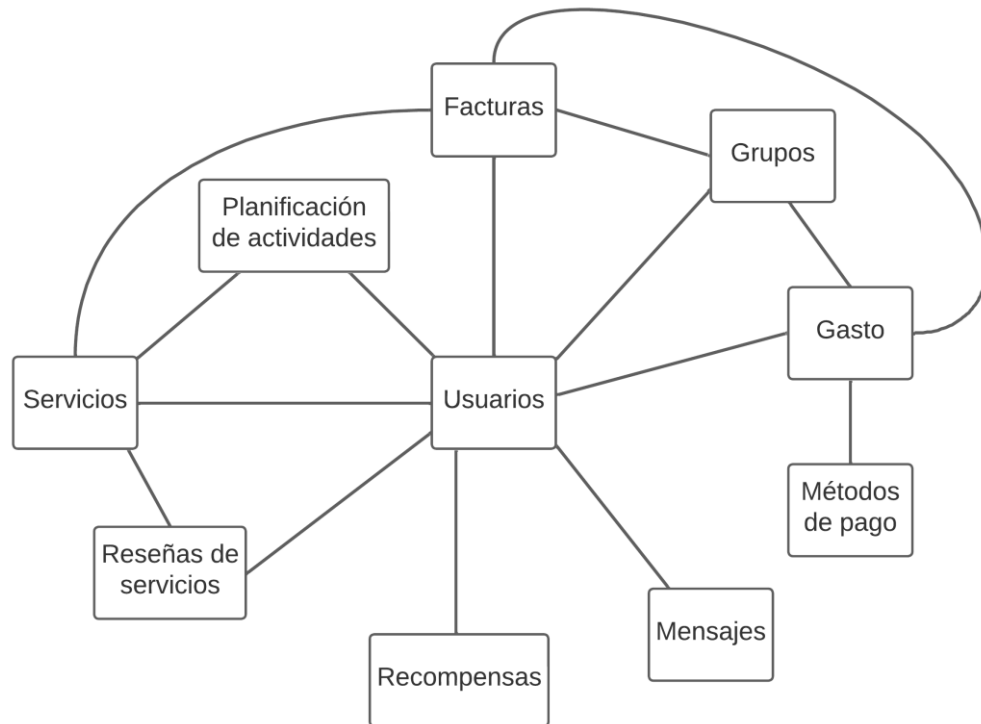 Facturas
Grupos
Planificación
de actividades
Gasto
Servicios
Usuarios
Métodos
de pago
Reseñas de
servicios
Mensajes
Recompensas